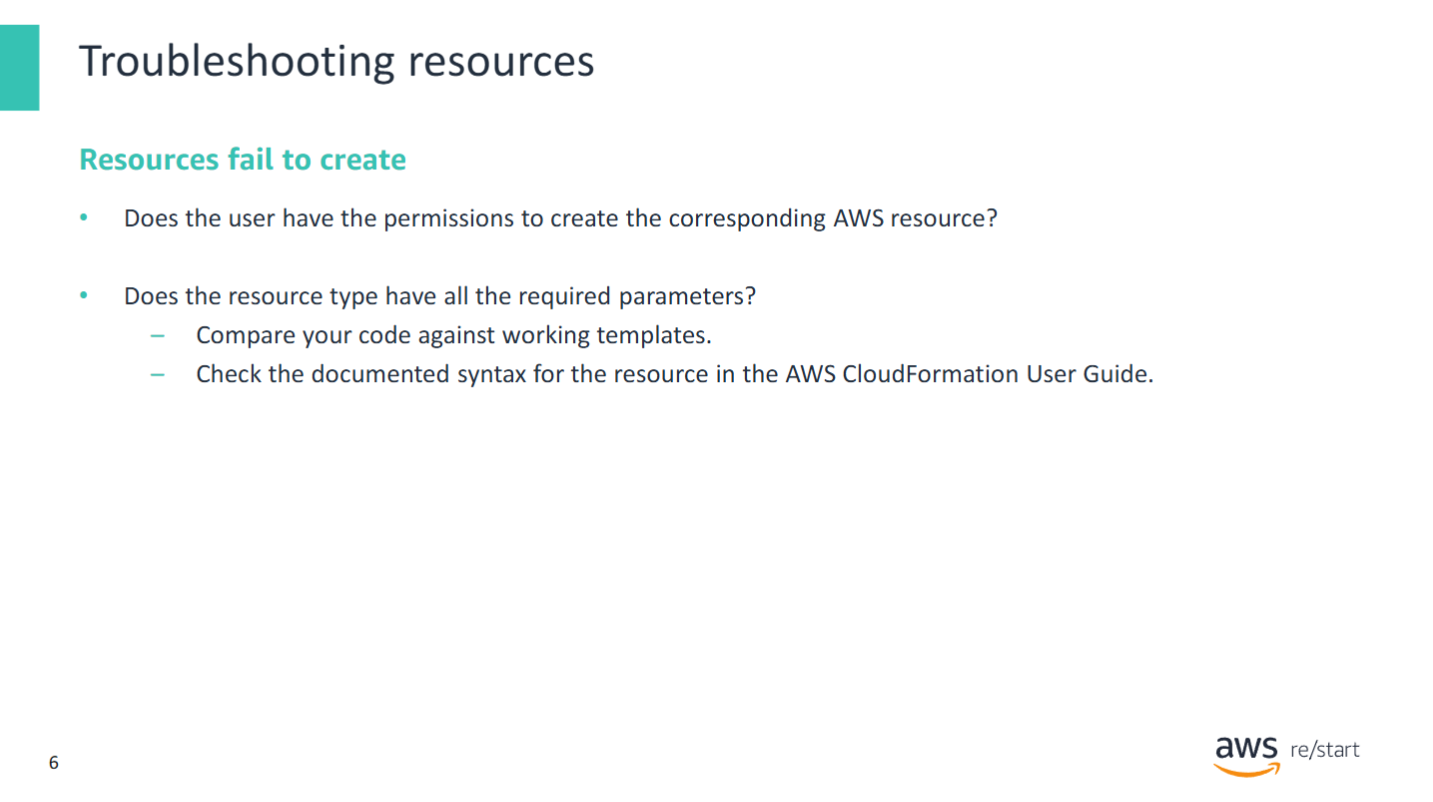 Troubleshooting resources
Resources fail to create
• Does the user have the permissions to create the corresponding AWS resource?
• Does the resource type have all the required parameters?
– Compare your code against working templates.
– Check the documented syntax for the resource in the AWS CloudFormation User Guide.
6
aws re/start